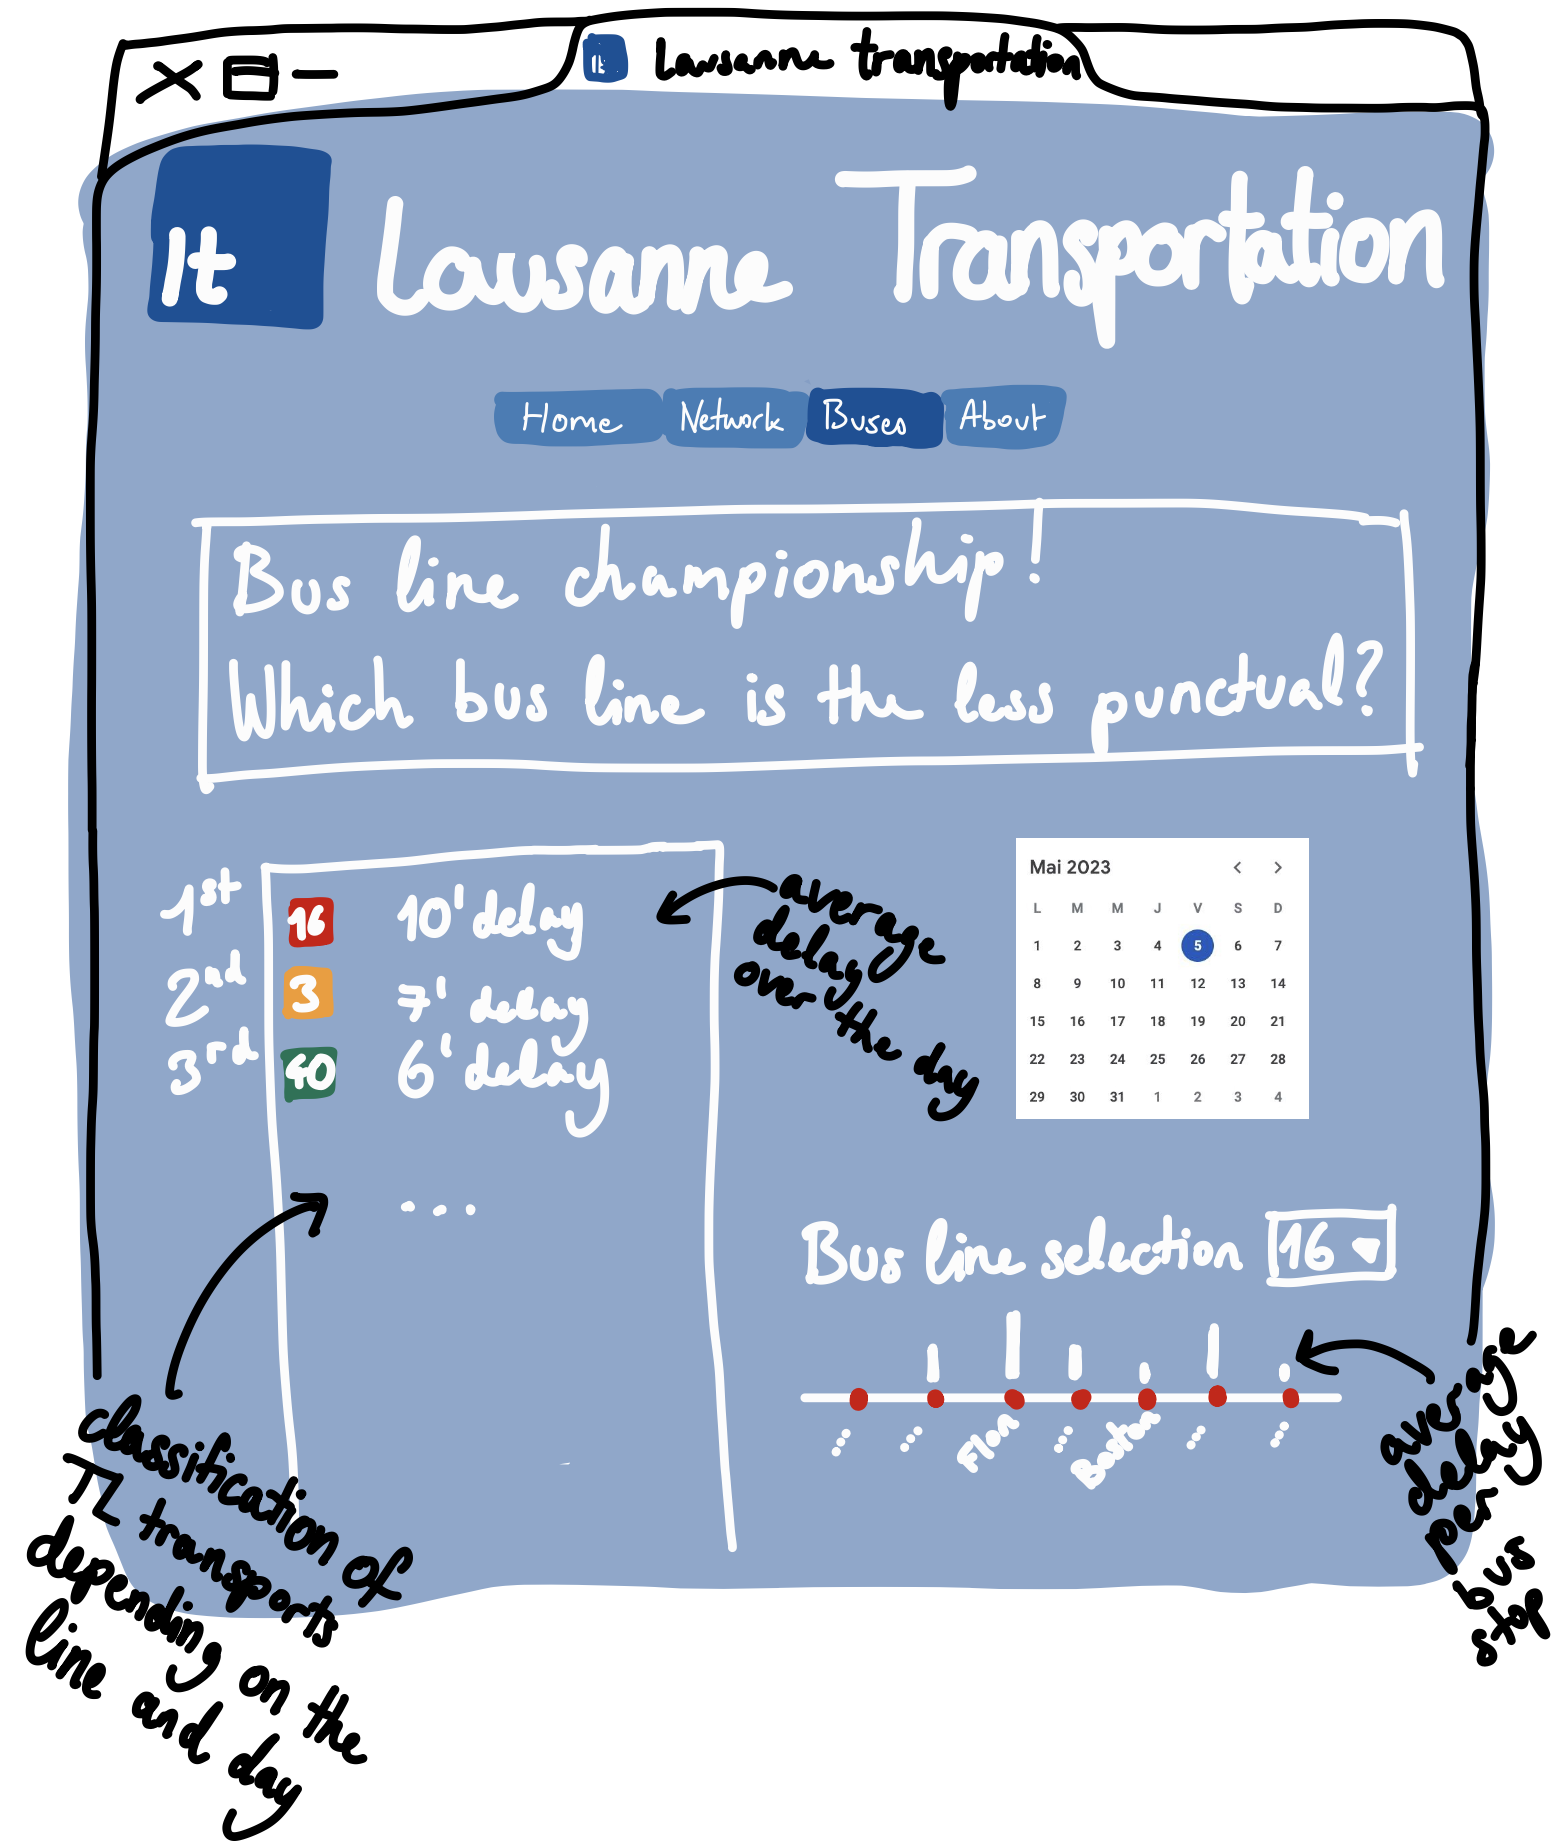 lt Lausanne transportation
lt Lausanne Transportation
Home Network Buses About
Bus line championship!
Which bus line is the less punctual?
1st 16 10' delay
2nd 3 7' delay
3rd 40 6' delay
...
average
delay
over the day
Mai 2023
L M M J V S D
1 2 3 4 5 6 7
8 9 10 11 12 13 14
15 16 17 18 19 20 21
22 23 24 25 26 27 28
29 30 31 1 2 3 4
Bus line selection 16
... ... Flon ... Boston ... ...
average
delay
per
bus
stop
classification of
TL transports
depending on the
line and day